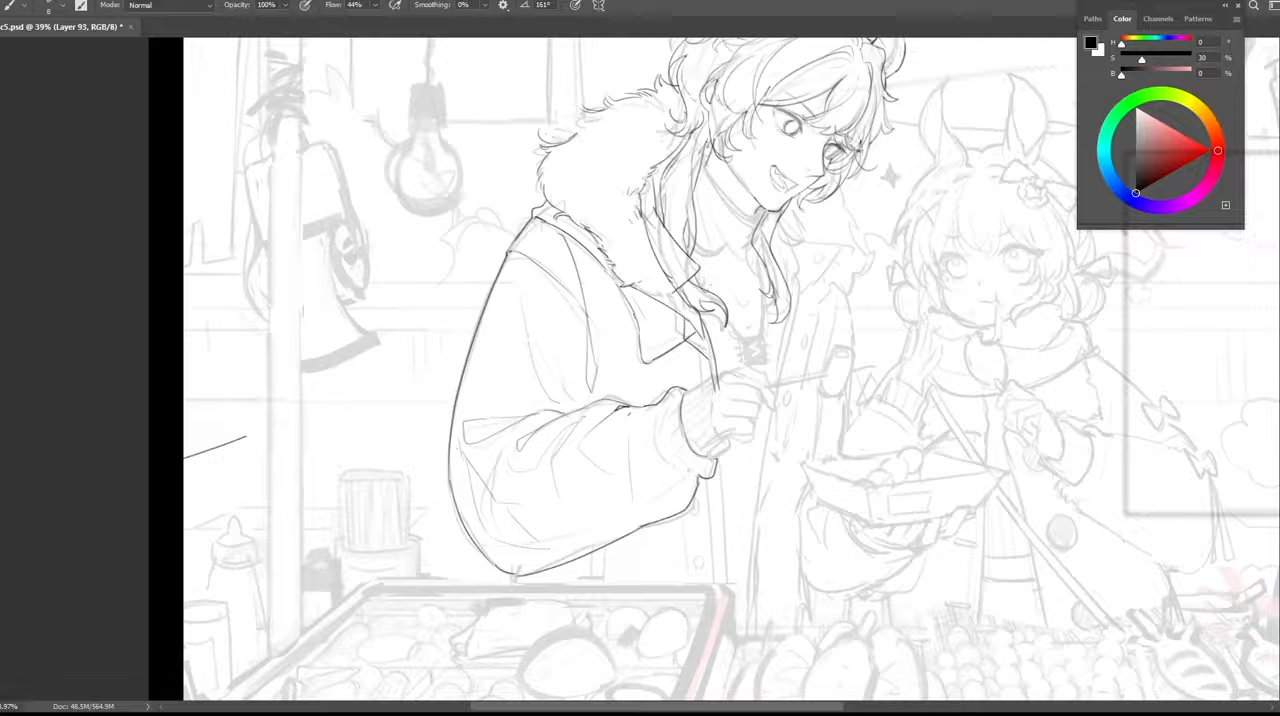 Mode: Normal Opacity: 100% Flow: 44% Smoothing: 0% 161°
c5.psd @ 39% (Layer 93, RGB/8) * ×
Paths Color Channels Patterns
H 0 °
S 30 %
B 0 %
Doc: 48.5M/564.9M